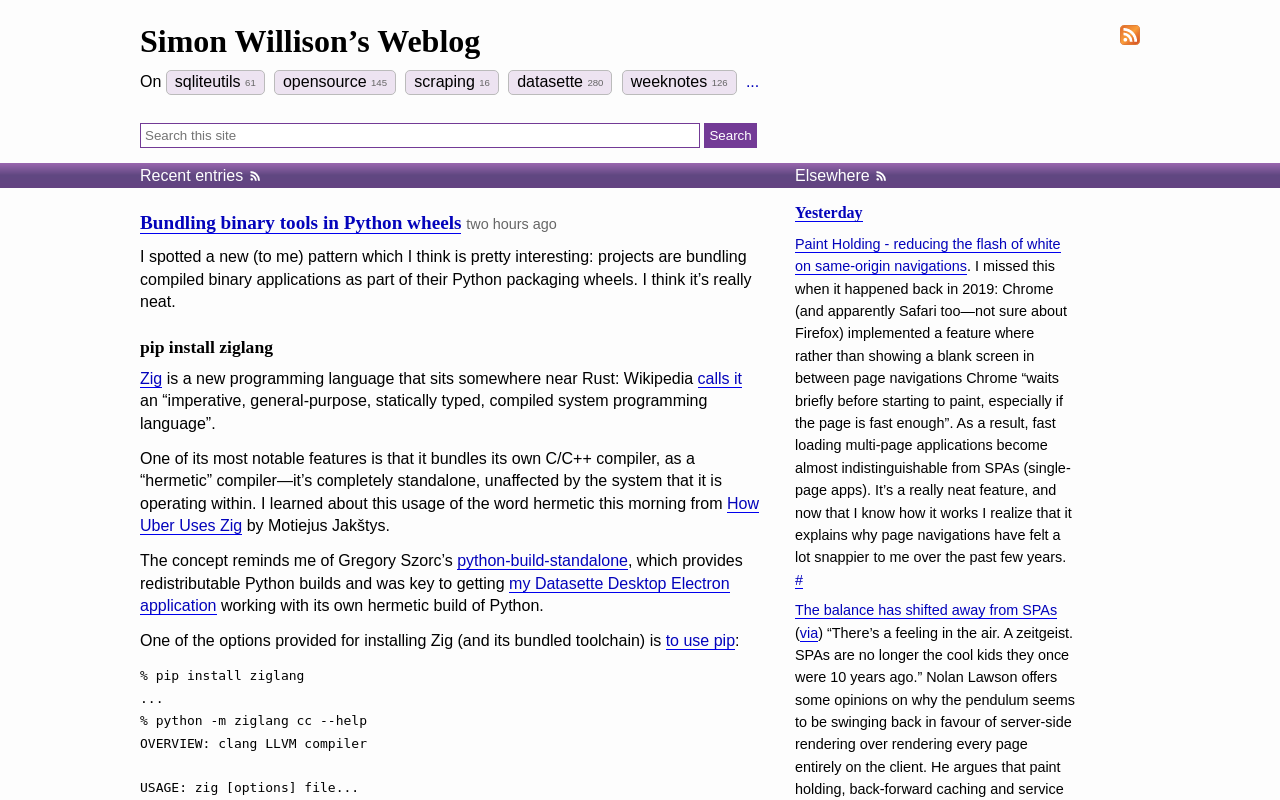 Simon Willison’s Weblog
On sqliteutils 61 opensource 145 scraping 16 datasette 280 weeknotes 126 ...
Search this site Search
Recent entries
Bundling binary tools in Python wheels two hours ago
I spotted a new (to me) pattern which I think is pretty interesting: projects are bundling
compiled binary applications as part of their Python packaging wheels. I think it’s really
neat.
pip install ziglang
Zig is a new programming language that sits somewhere near Rust: Wikipedia calls it
an “imperative, general-purpose, statically typed, compiled system programming
language”.
One of its most notable features is that it bundles its own C/C++ compiler, as a
“hermetic” compiler—it’s completely standalone, unaffected by the system that it is
operating within. I learned about this usage of the word hermetic this morning from How
Uber Uses Zig by Motiejus Jakštys.
The concept reminds me of Gregory Szorc’s python-build-standalone, which provides
redistributable Python builds and was key to getting my Datasette Desktop Electron
application working with its own hermetic build of Python.
One of the options provided for installing Zig (and its bundled toolchain) is to use pip:
% pip install ziglang
...
% python -m ziglang cc --help
OVERVIEW: clang LLVM compiler
USAGE: zig [options] file...
Elsewhere
Yesterday
Paint Holding - reducing the flash of white
on same-origin navigations. I missed this
when it happened back in 2019: Chrome
(and apparently Safari too—not sure about
Firefox) implemented a feature where
rather than showing a blank screen in
between page navigations Chrome “waits
briefly before starting to paint, especially if
the page is fast enough”. As a result, fast
loading multi-page applications become
almost indistinguishable from SPAs (single-
page apps). It’s a really neat feature, and
now that I know how it works I realize that it
explains why page navigations have felt a
lot snappier to me over the past few years.
#
The balance has shifted away from SPAs
(via) “There’s a feeling in the air. A zeitgeist.
SPAs are no longer the cool kids they once
were 10 years ago.” Nolan Lawson offers
some opinions on why the pendulum seems
to be swinging back in favour of server-side
rendering over rendering every page
entirely on the client. He argues that paint
holding, back-forward caching and service